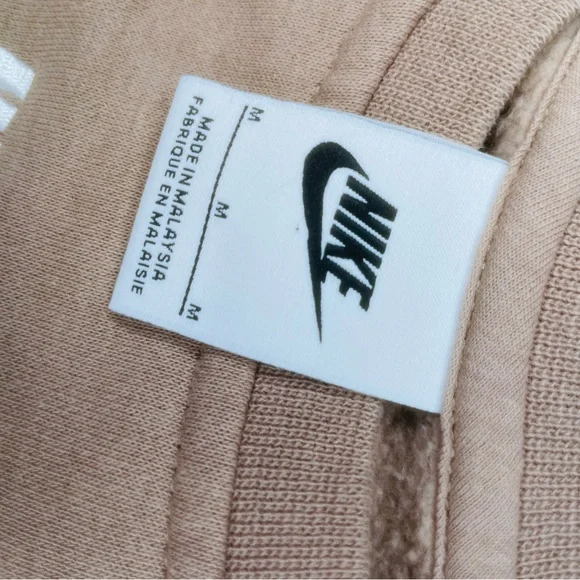 NIKE
M M M
MADE IN MALAYSIA
FABRIQUE EN MALAISIE